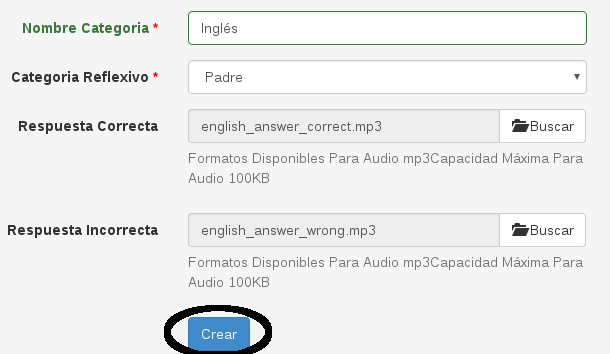 Nombre Categoria * Inglés
Categoria Reflexivo * Padre
Respuesta Correcta english_answer_correct.mp3 Buscar
Formatos Disponibles Para Audio mp3Capacidad Máxima Para
Audio 100KB
Respuesta Incorrecta english_answer_wrong.mp3 Buscar
Formatos Disponibles Para Audio mp3Capacidad Máxima Para
Audio 100KB
Crear